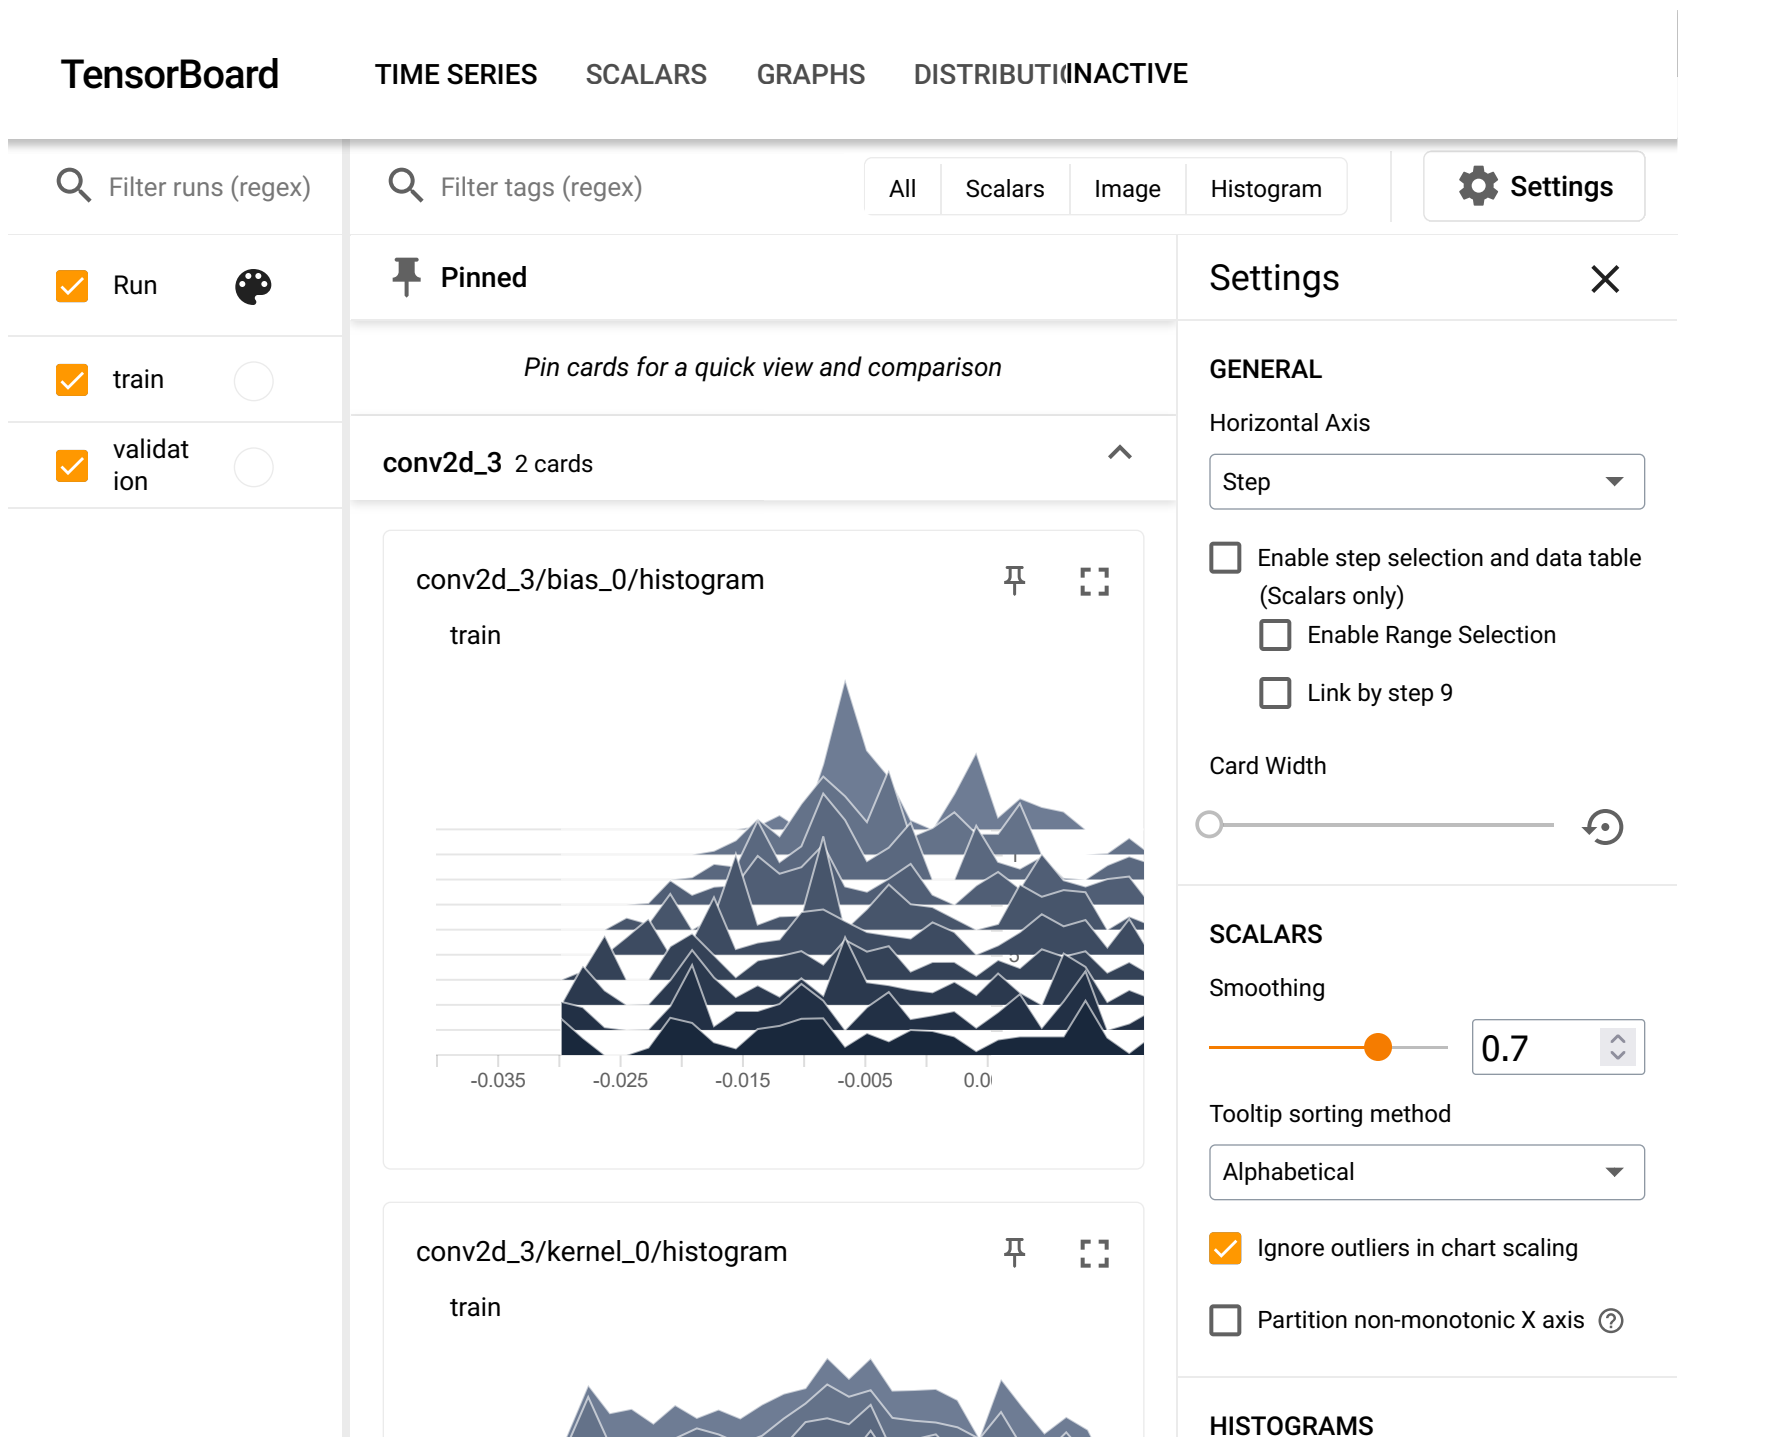 TensorBoard TIME SERIES SCALARS GRAPHS DISTRIBUTI INACTIVE
Filter runs (regex) Filter tags (regex) All Scalars Image Histogram Settings
Run
train
validat
ion
Pinned
Pin cards for a quick view and comparison
conv2d_3 2 cards
conv2d_3/bias_0/histogram
train
-0.035 -0.025 -0.015 -0.005 0.0
conv2d_3/kernel_0/histogram
train
Settings
GENERAL
Horizontal Axis
Step
Enable step selection and data table
(Scalars only)
Enable Range Selection
Link by step 9
Card Width
SCALARS
Smoothing
0.7
Tooltip sorting method
Alphabetical
Ignore outliers in chart scaling
Partition non-monotonic X axis
HISTOGRAMS